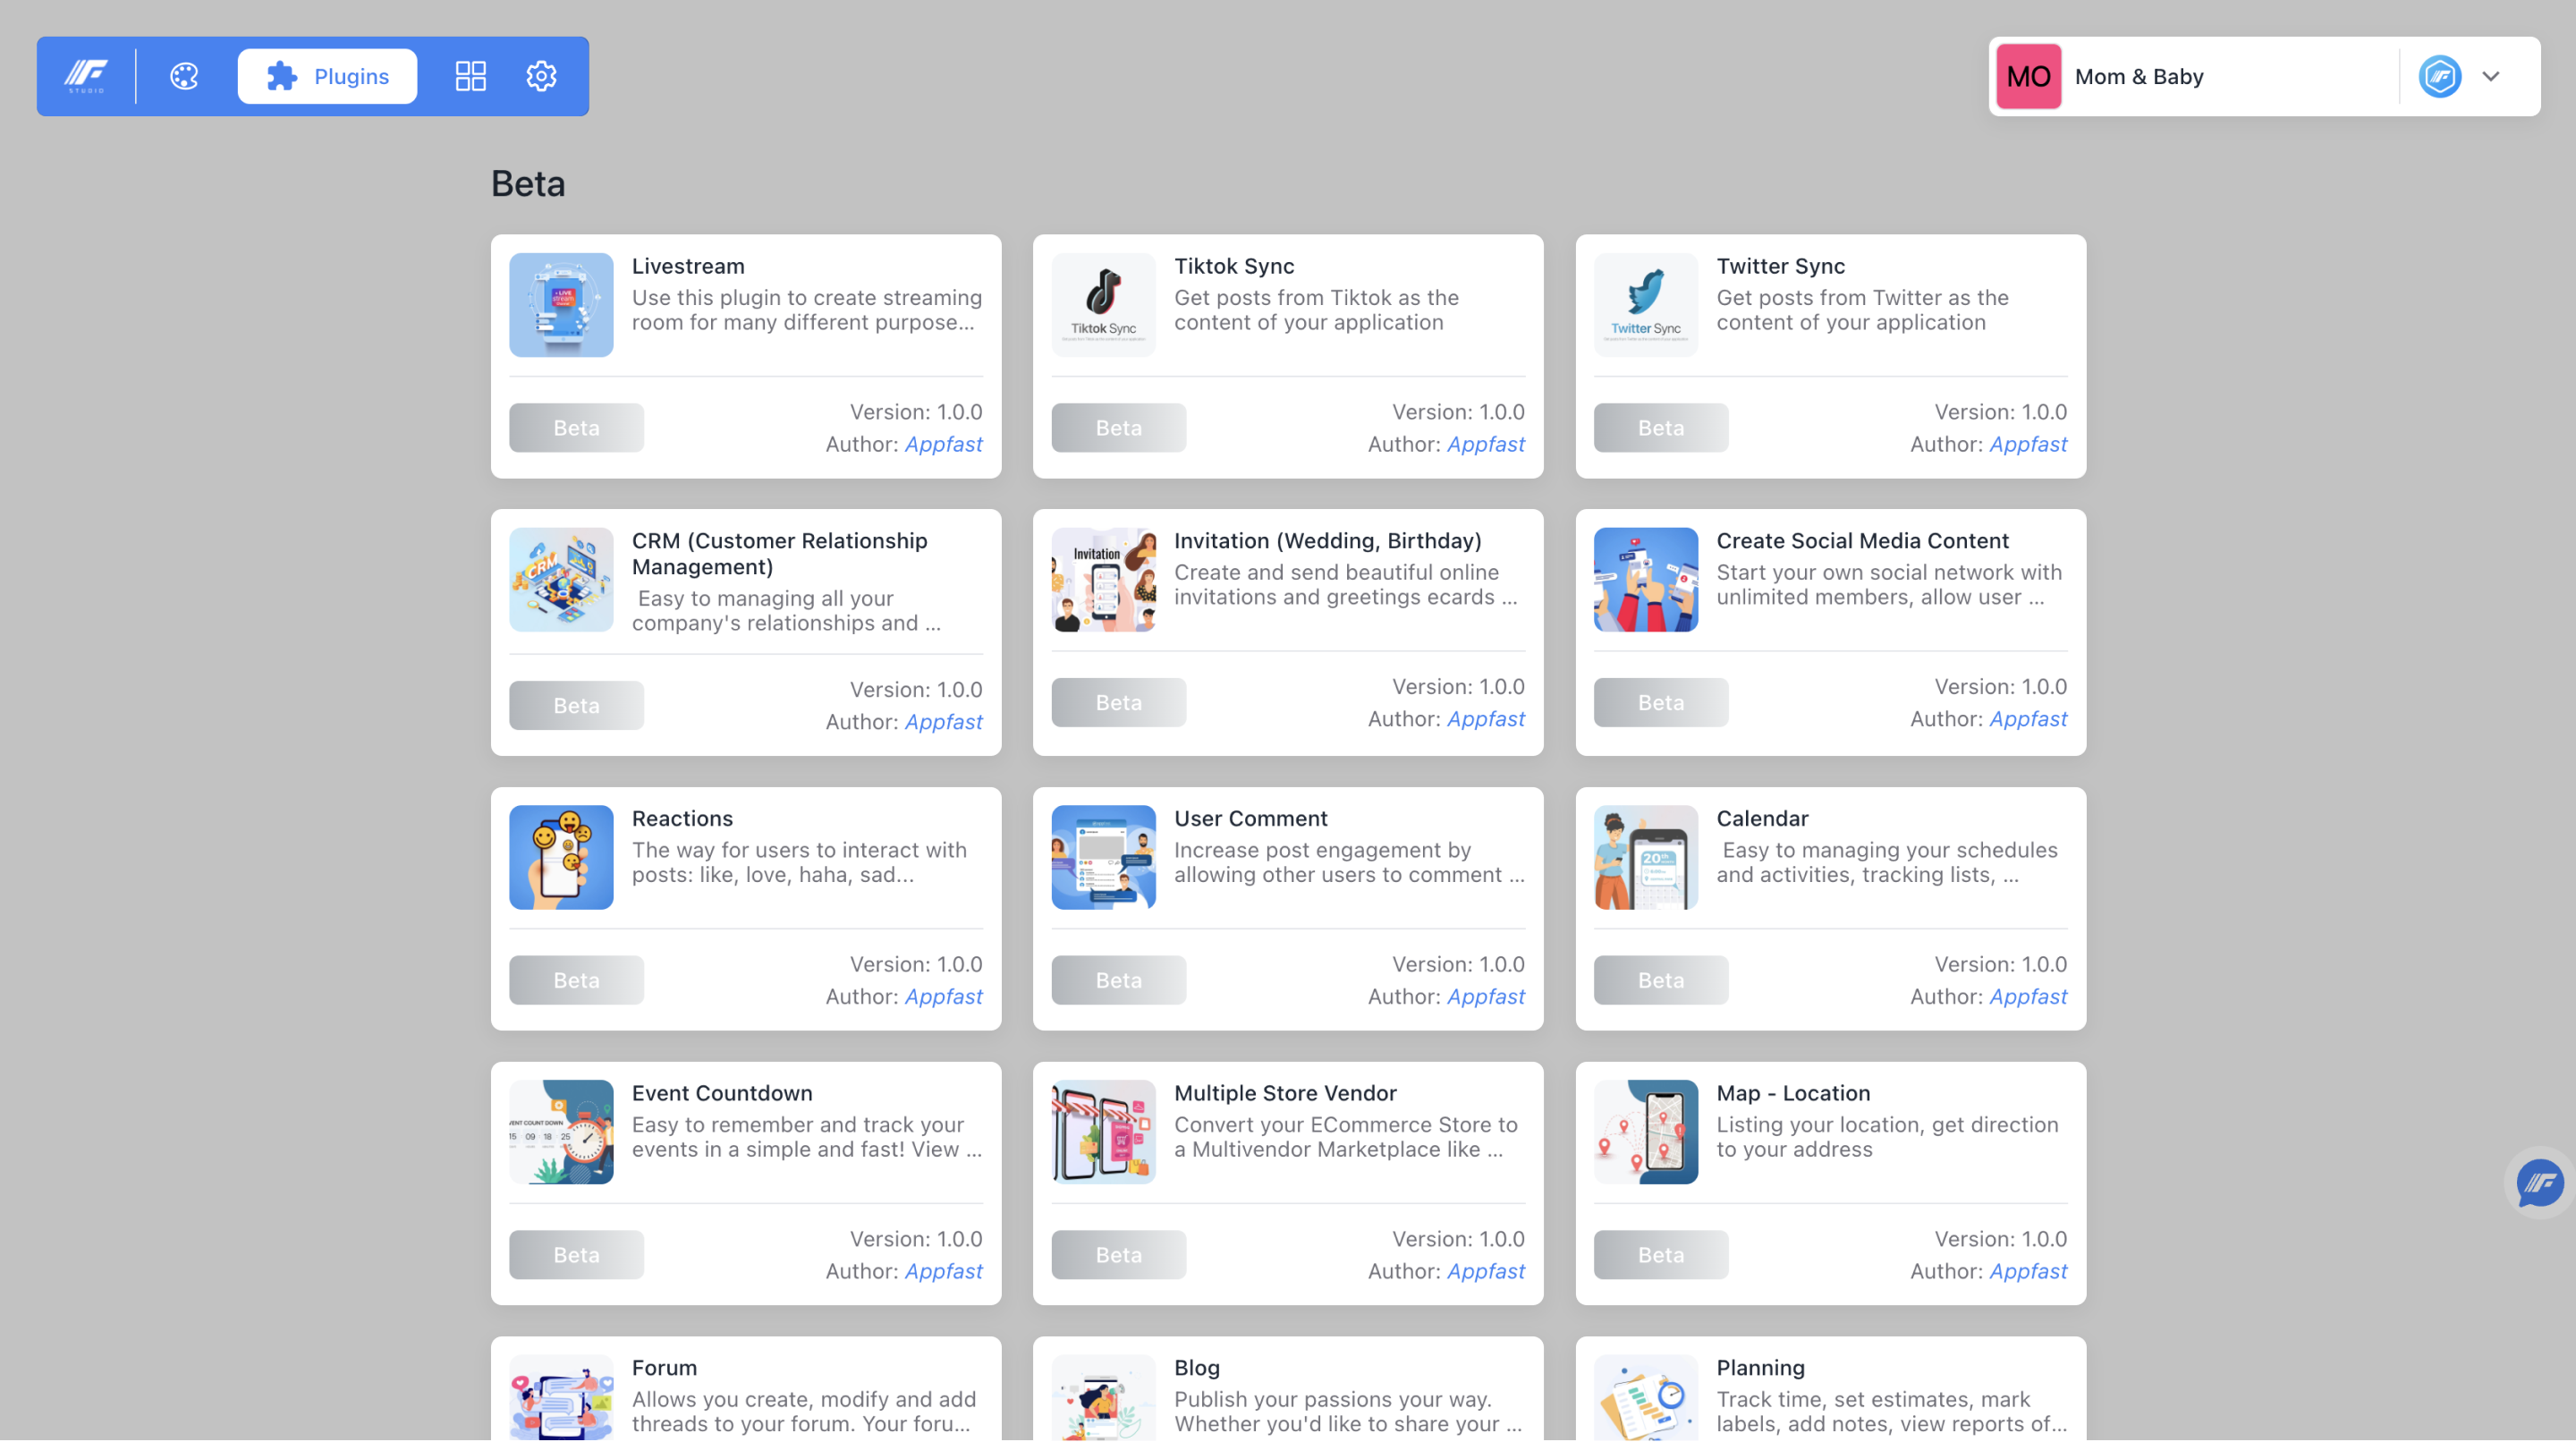 STUDIO
Plugins
MO
Mom & Baby
Beta
Livestream
Use this plugin to create streaming
room for many different purpose...
Beta
Version: 1.0.0
Author: Appfast
Tiktok Sync
Tiktok Sync
Get posts from Tiktok as the
content of your application
Beta
Version: 1.0.0
Author: Appfast
Twitter Sync
Twitter Sync
Get posts from Twitter as the
content of your application
Beta
Version: 1.0.0
Author: Appfast
CRM
CRM (Customer Relationship
Management)
Easy to managing all your
company's relationships and ...
Beta
Version: 1.0.0
Author: Appfast
Invitation
Invitation (Wedding, Birthday)
Create and send beautiful online
invitations and greetings ecards ...
Beta
Version: 1.0.0
Author: Appfast
Create Social Media Content
Start your own social network with
unlimited members, allow user ...
Beta
Version: 1.0.0
Author: Appfast
Reactions
The way for users to interact with
posts: like, love, haha, sad...
Beta
Version: 1.0.0
Author: Appfast
User Comment
Increase post engagement by
allowing other users to comment ...
Beta
Version: 1.0.0
Author: Appfast
20th
Calendar
Easy to managing your schedules
and activities, tracking lists, ...
Beta
Version: 1.0.0
Author: Appfast
VENT COUNT DOWN
15 09 18 25
Event Countdown
Easy to remember and track your
events in a simple and fast! View ...
Beta
Version: 1.0.0
Author: Appfast
Multiple Store Vendor
Convert your ECommerce Store to
a Multivendor Marketplace like ...
Beta
Version: 1.0.0
Author: Appfast
Map - Location
Listing your location, get direction
to your address
Beta
Version: 1.0.0
Author: Appfast
Forum
Allows you create, modify and add
threads to your forum. Your foru...
Blog
Publish your passions your way.
Whether you'd like to share your ...
Planning
Track time, set estimates, mark
labels, add notes, view reports of...